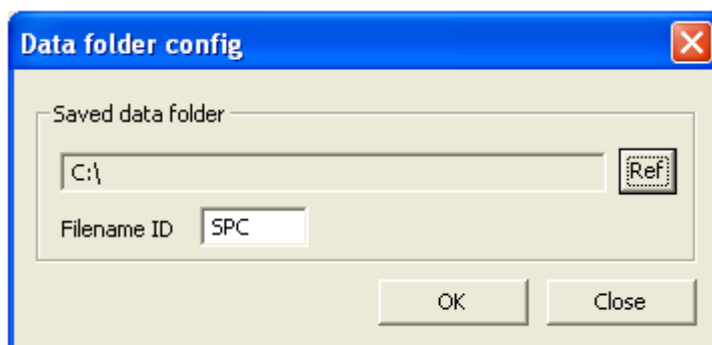 Data folder config
Saved data folder
C:\
Ref
Filename ID
SPC
OK
Close